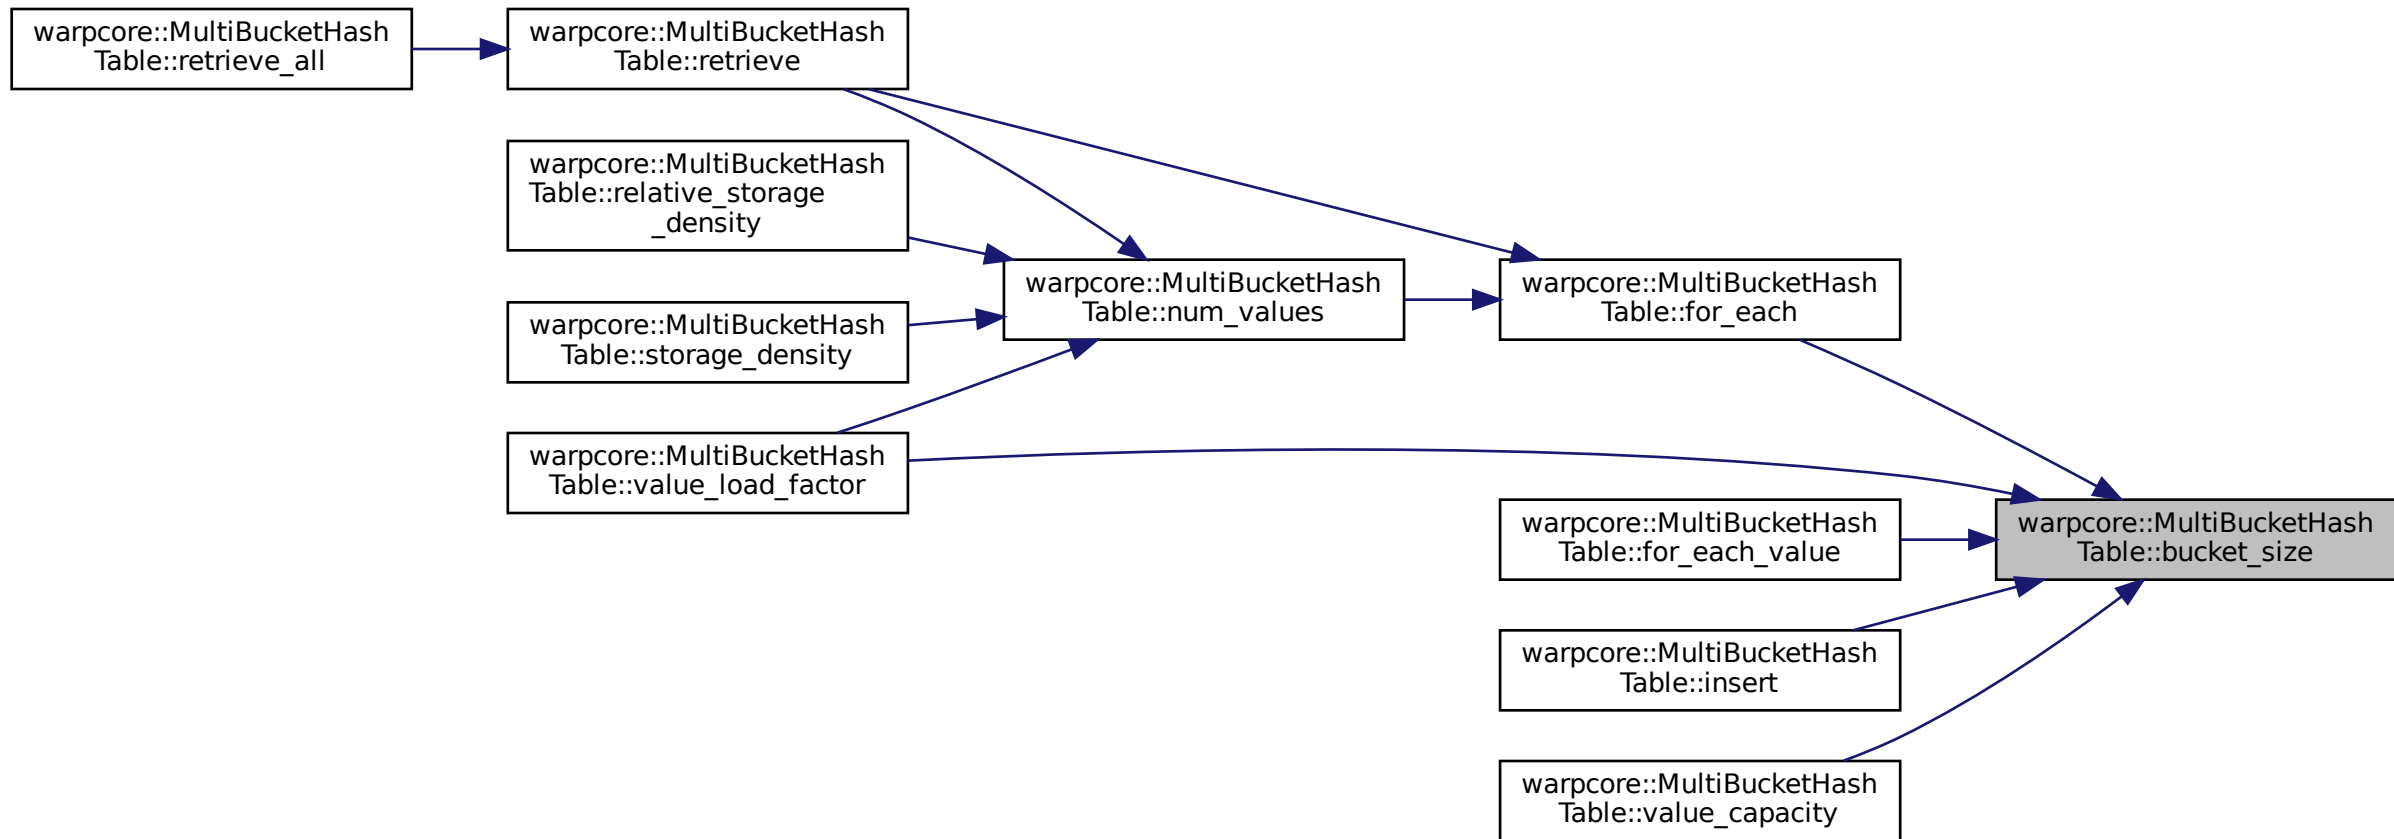 warpcore::MultiBucketHash
Table::retrieve_all
warpcore::MultiBucketHash
Table::retrieve
warpcore::MultiBucketHash
Table::relative_storage
_density
warpcore::MultiBucketHash
Table::storage_density
warpcore::MultiBucketHash
Table::value_load_factor
warpcore::MultiBucketHash
Table::num_values
warpcore::MultiBucketHash
Table::for_each
warpcore::MultiBucketHash
Table::for_each_value
warpcore::MultiBucketHash
Table::insert
warpcore::MultiBucketHash
Table::value_capacity
warpcore::MultiBucketHash
Table::bucket_size